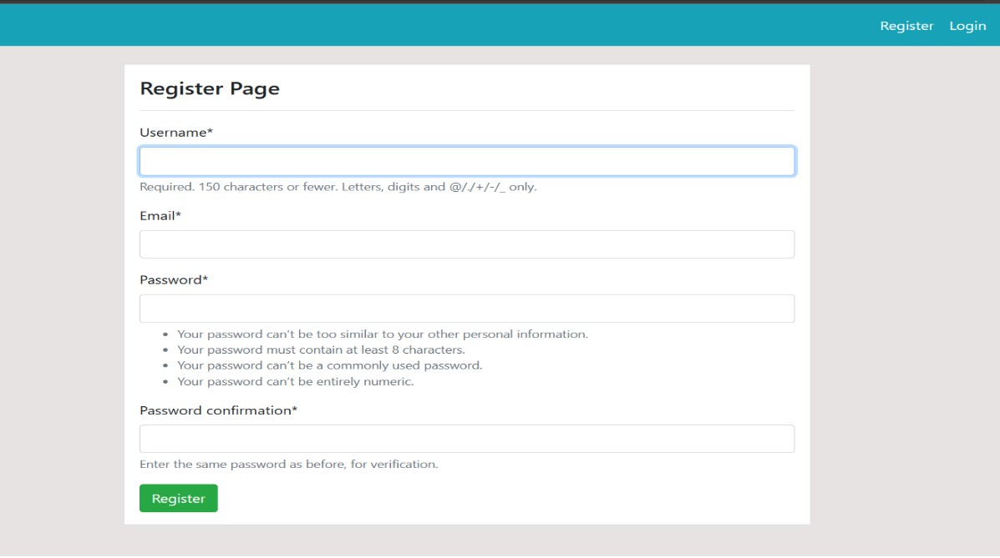 Register Login
Register Page
Username*
Required. 150 characters or fewer. Letters, digits and @/./+/-/_ only.
Email*
Password*
• Your password can't be too similar to your other personal information.
• Your password must contain at least 8 characters.
• Your password can't be a commonly used password.
• Your password can't be entirely numeric.
Password confirmation*
Enter the same password as before, for verification.
Register